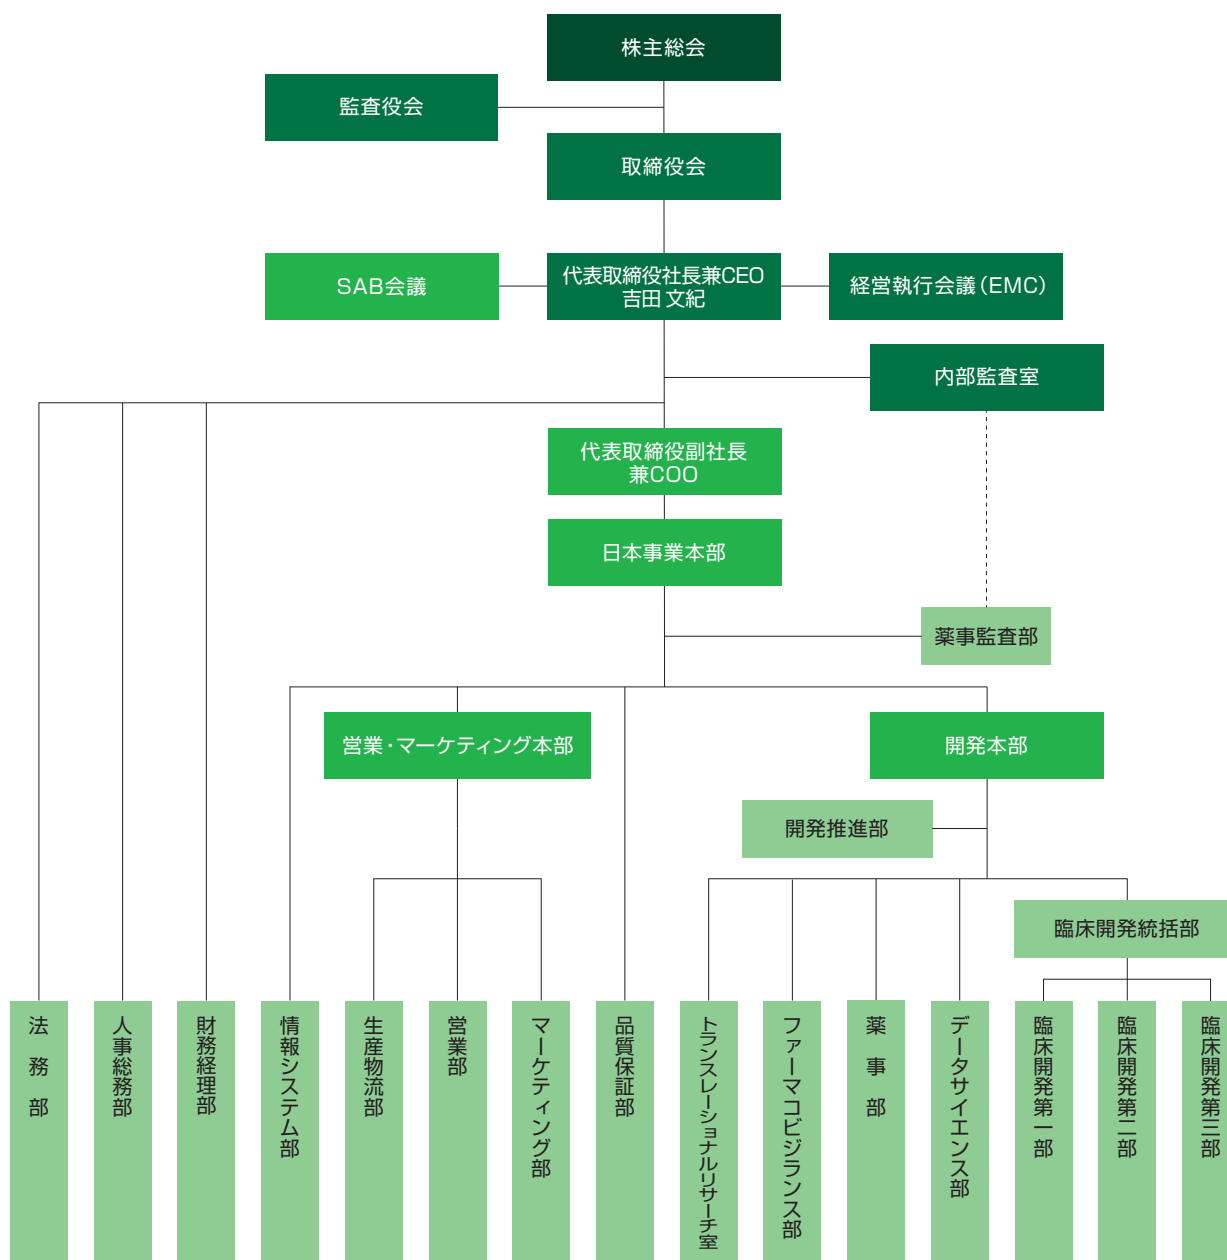 株主総会
監査役会
取締役会
SAB会議
代表取締役社長兼CEO
吉田 文紀
経営執行会議（EMC）
内部監査室
代表取締役副社長
兼COO
日本事業本部
薬事監査部
営業・マーケティング本部
開発本部
開発推進部
臨床開発統括部
法務部
人事総務部
財務経理部
情報システム部
生産物流部
営業部
マーケティング部
品質保証部
トランスレーショナルリサーチ室
ファーマコビジランス部
薬事部
データサイエンス部
臨床開発第一部
臨床開発第二部
臨床開発第三部